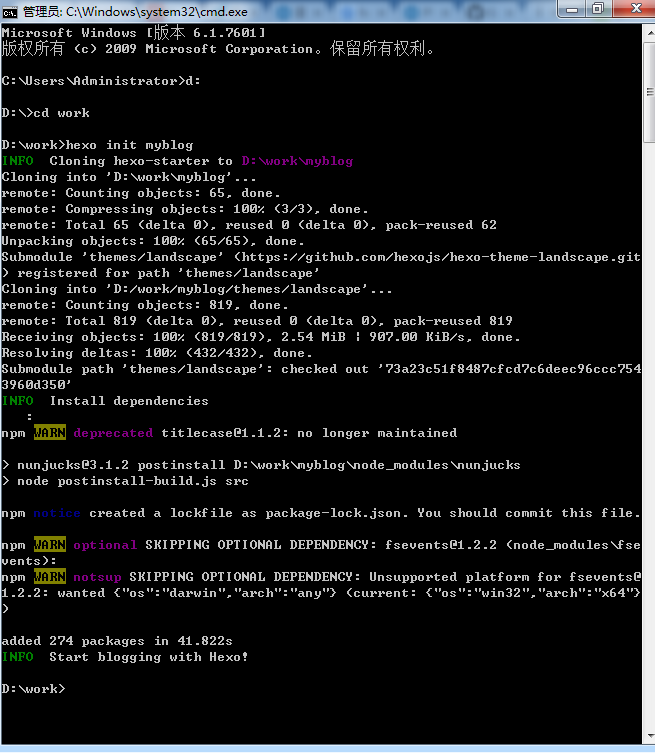 管理员: C:\Windows\system32\cmd.exe
Microsoft Windows [版本 6.1.7601]
版权所有 (c) 2009 Microsoft Corporation。保留所有权利。
C:\Users\Administrator>d:
D:\>cd work
D:\work>hexo init myblog
INFO  Cloning hexo-starter to D:\work\myblog
Cloning into 'D:\work\myblog'...
remote: Counting objects: 65, done.
remote: Compressing objects: 100% (3/3), done.
remote: Total 65 (delta 0), reused 0 (delta 0), pack-reused 62
Unpacking objects: 100% (65/65), done.
Submodule 'themes/landscape' (https://github.com/hexojs/hexo-theme-landscape.git
) registered for path 'themes/landscape'
Cloning into 'D:/work/myblog/themes/landscape'...
remote: Counting objects: 819, done.
remote: Total 819 (delta 0), reused 0 (delta 0), pack-reused 819
Receiving objects: 100% (819/819), 2.54 MiB ¦ 907.00 KiB/s, done.
Resolving deltas: 100% (432/432), done.
Submodule path 'themes/landscape': checked out '73a23c51f8487cfcd7c6deec96ccc754
3960d350'
INFO  Install dependencies
:
npm WARN deprecated titlecase@1.1.2: no longer maintained
> nunjucks@3.1.2 postinstall D:\work\myblog\node_modules\nunjucks
> node postinstall-build.js src
npm notice created a lockfile as package-lock.json. You should commit this file.
npm WARN optional SKIPPING OPTIONAL DEPENDENCY: fsevents@1.2.2 (node_modules\fse
vents):
npm WARN notsup SKIPPING OPTIONAL DEPENDENCY: Unsupported platform for fsevents@
1.2.2: wanted {"os":"darwin","arch":"any"} (current: {"os":"win32","arch":"x64"}
)
added 274 packages in 41.822s
INFO  Start blogging with Hexo!
D:\work>